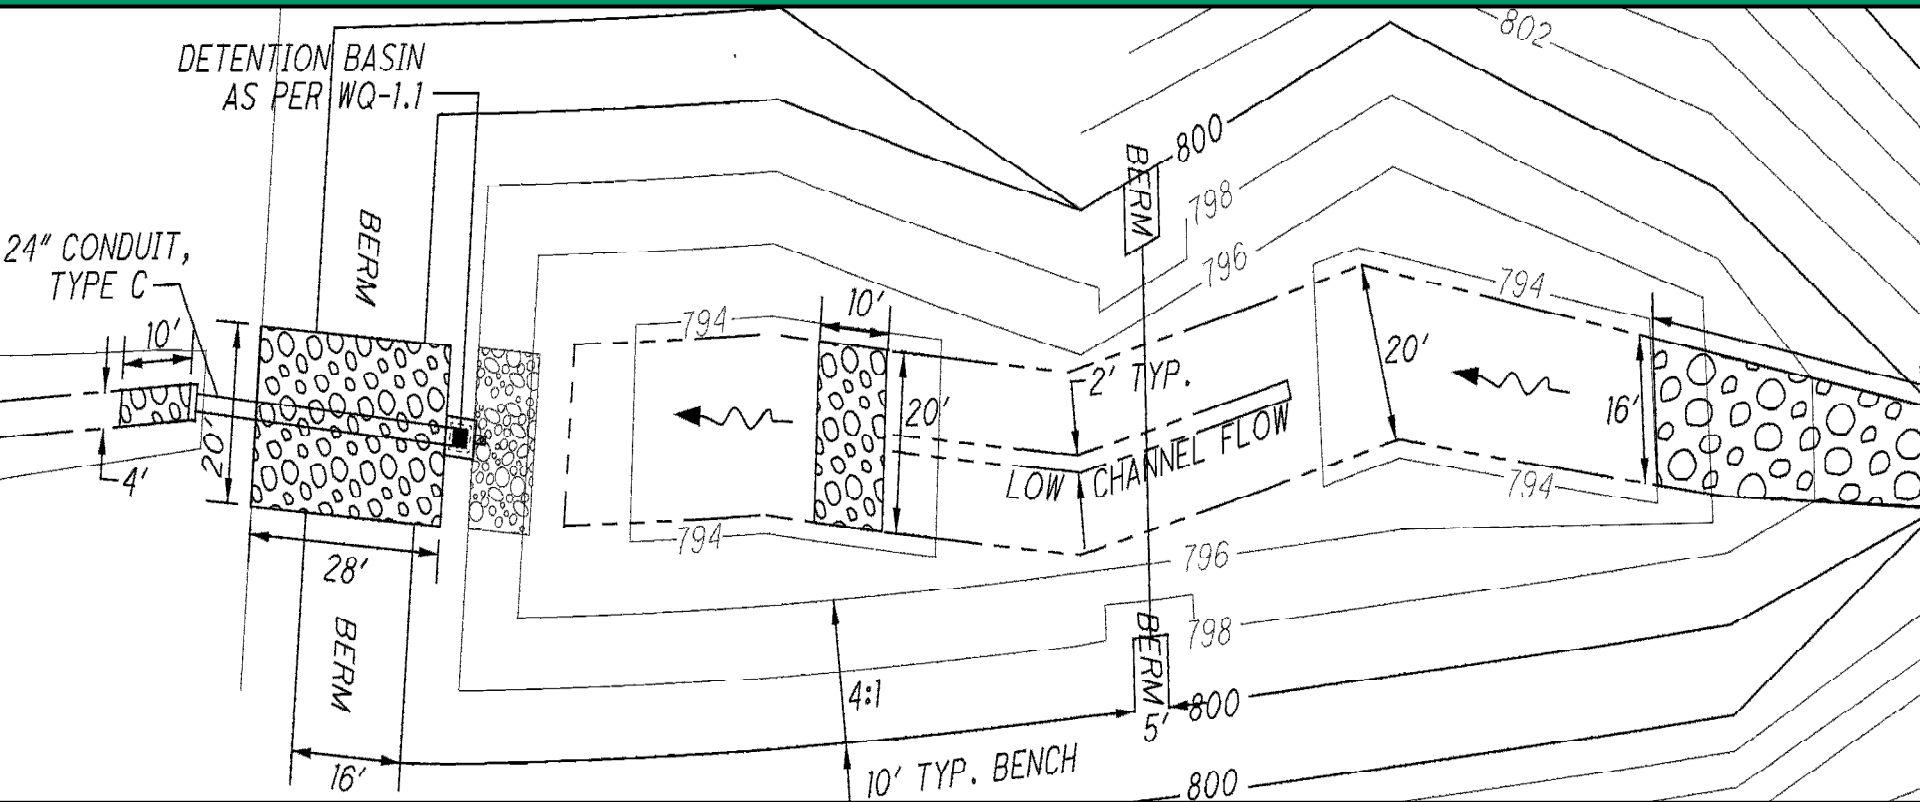 802
DETENTION BASIN
AS PER WQ-1.1
800
BERM
798
BERM
24" CONDUIT,
TYPE C
796
794
10'
794
10'
20'
2' TYP.
20'
16'
20'
LOW CHANNEL FLOW
4'
794
794
28'
796
BERM
798
BERM
4:1
800
5'
16'
10' TYP. BENCH
800